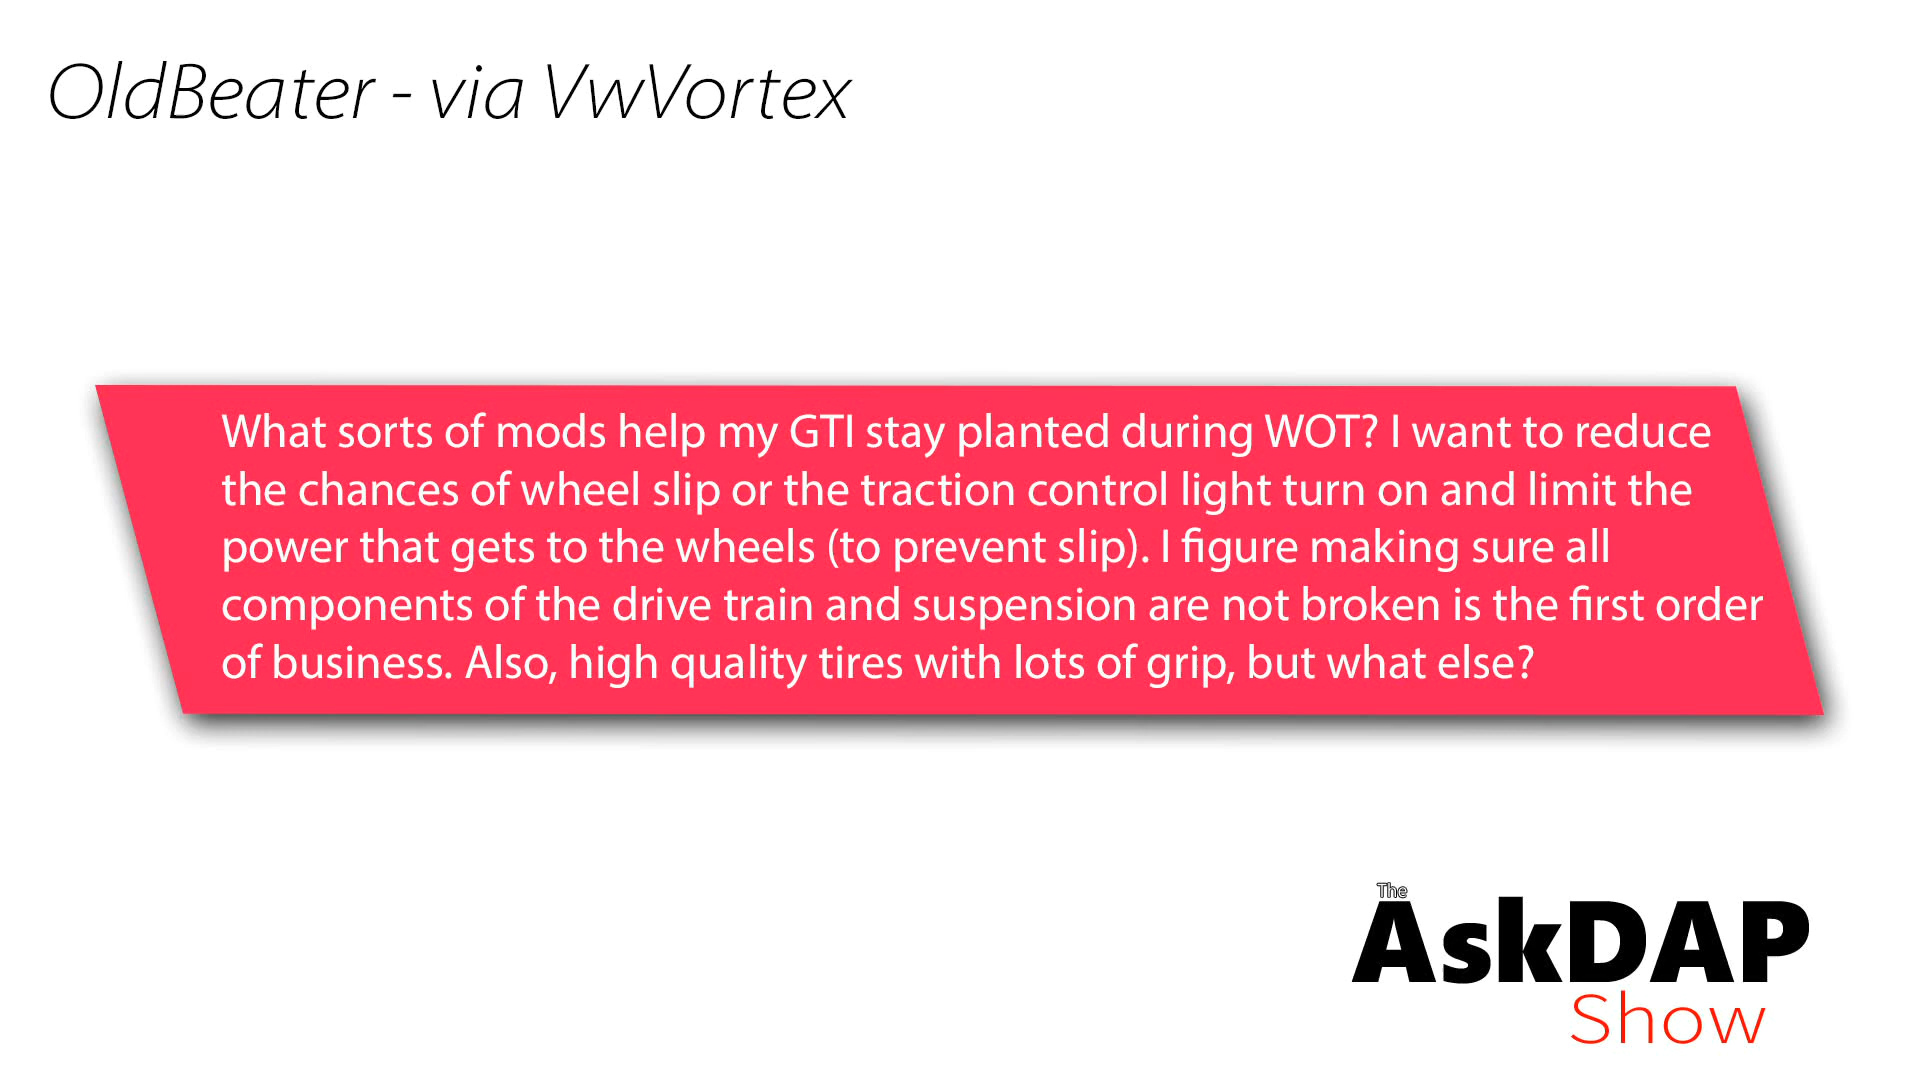 OldBeater - via VwVortex
What sorts of mods help my GTI stay planted during WOT? I want to reduce
the chances of wheel slip or the traction control light turn on and limit the
power that gets to the wheels (to prevent slip). I figure making sure all
components of the drive train and suspension are not broken is the first order
of business. Also, high quality tires with lots of grip, but what else?
The
AskDAP
Show